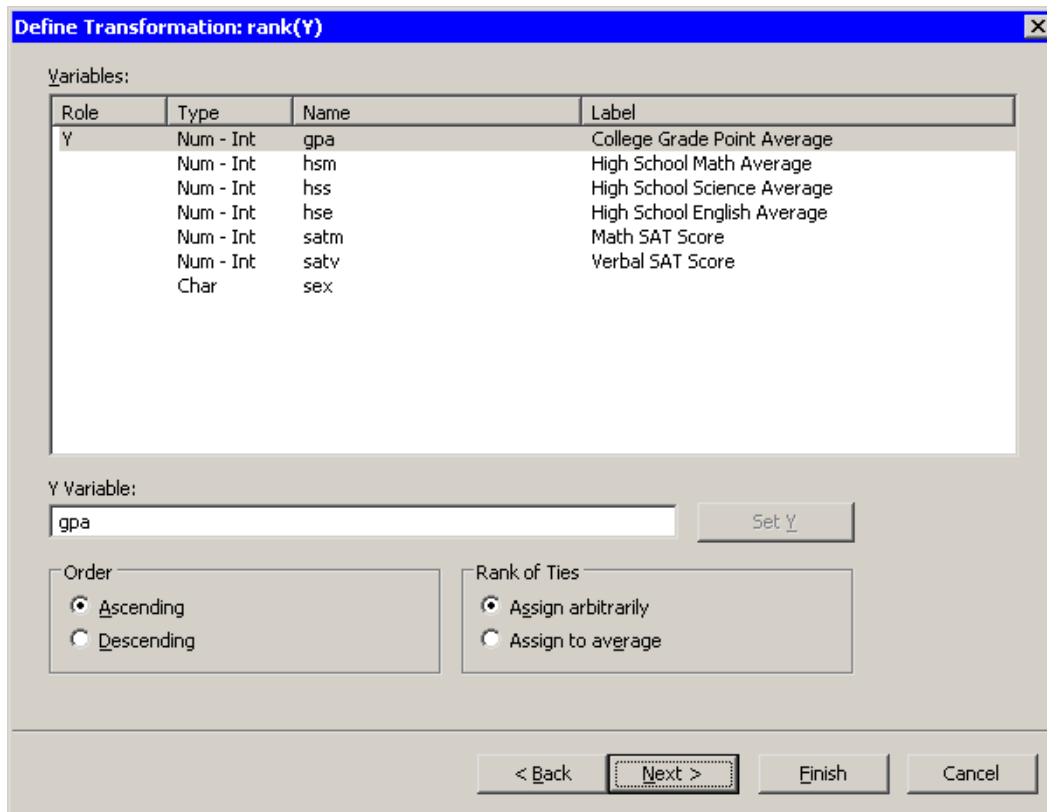 Define Transformation: rank(Y)
Variables:
Role Type Name Label
Y Num - Int gpa College Grade Point Average
Num - Int hsm High School Math Average
Num - Int hss High School Science Average
Num - Int hse High School English Average
Num - Int satm Math SAT Score
Num - Int satv Verbal SAT Score
Char sex
Y Variable:
gpa Set Y
Order Rank of Ties
Ascending Assign arbitrarily
Descending Assign to average
< Back Next > Finish Cancel